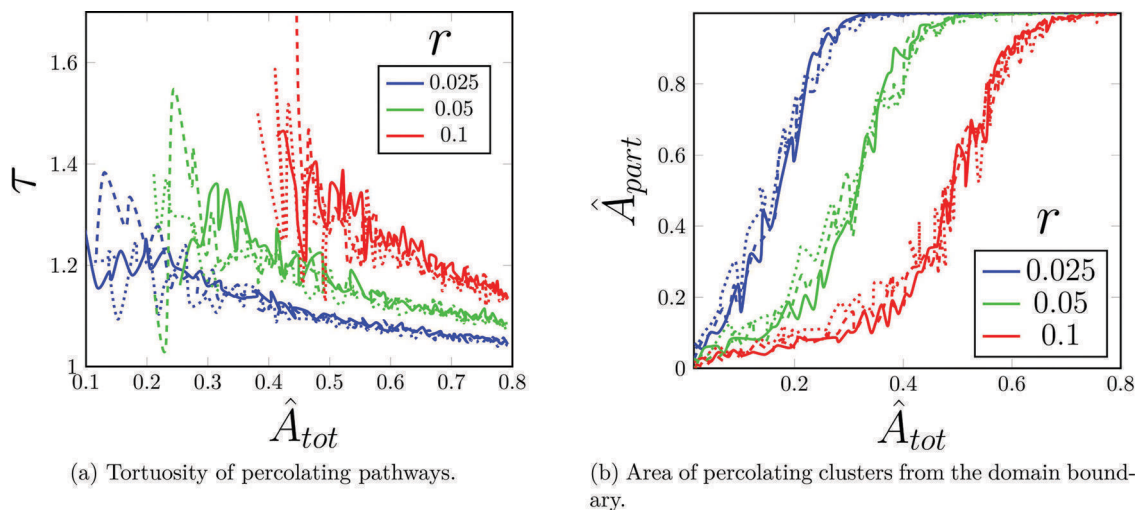 r
0.025
0.05
0.1
1.6
1.4
1.2
1
τ
0.1 0.2 0.3 0.4 0.5 0.6 0.7 0.8
Â_tot
(a) Tortuosity of percolating pathways.
1
0.8
0.6
0.4
0.2
0
Â_part
r
0.025
0.05
0.1
0.2 0.4 0.6 0.8
Â_tot
(b) Area of percolating clusters from the domain bound-
ary.